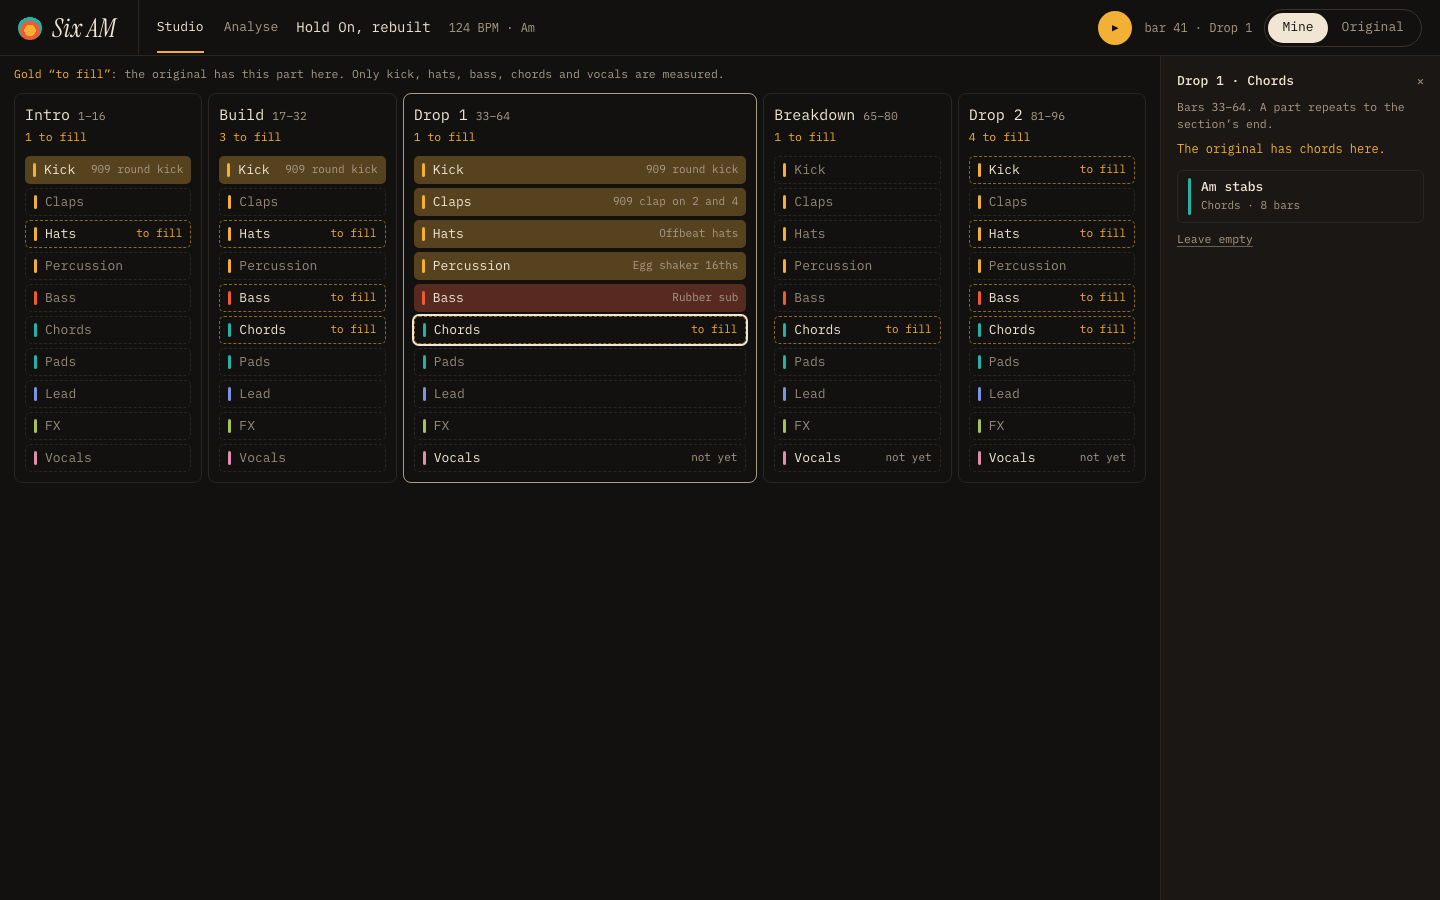 Six AM
Studio Analyse Hold On, rebuilt 124 BPM · Am
▶ bar 41 · Drop 1 Mine Original
Gold “to fill”: the original has this part here. Only kick, hats, bass, chords and vocals are measured.
Intro 1–16
1 to fill
Kick 909 round kick
Claps
Hats to fill
Percussion
Bass
Chords
Pads
Lead
FX
Vocals
Build 17–32
3 to fill
Kick 909 round kick
Claps
Hats to fill
Percussion
Bass to fill
Chords to fill
Pads
Lead
FX
Vocals
Drop 1 33–64
1 to fill
Kick 909 round kick
Claps 909 clap on 2 and 4
Hats Offbeat hats
Percussion Egg shaker 16ths
Bass Rubber sub
Chords to fill
Pads
Lead
FX
Vocals not yet
Breakdown 65–80
1 to fill
Kick
Claps
Hats
Percussion
Bass
Chords to fill
Pads
Lead
FX
Vocals not yet
Drop 2 81–96
4 to fill
Kick to fill
Claps
Hats to fill
Percussion
Bass to fill
Chords to fill
Pads
Lead
FX
Vocals not yet
Drop 1 · Chords ×
Bars 33–64. A part repeats to the
section’s end.
The original has chords here.
Am stabs
Chords · 8 bars
Leave empty